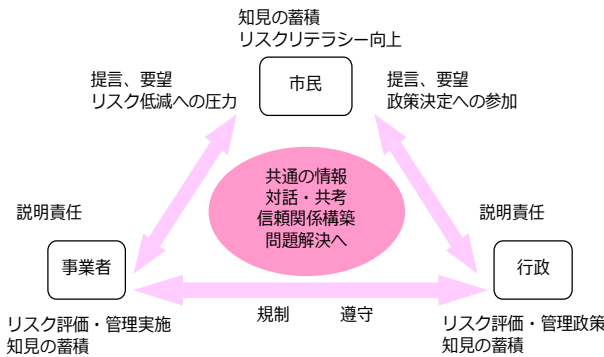 知見の蓄積
リスクリテラシー向上
市民
提言、要望
リスク低減への圧力
提言、要望
政策決定への参加
共通の情報
対話・共考
信頼関係構築
問題解決へ
説明責任
説明責任
事業者
行政
規制 遵守
リスク評価・管理実施
知見の蓄積
リスク評価・管理政策
知見の蓄積